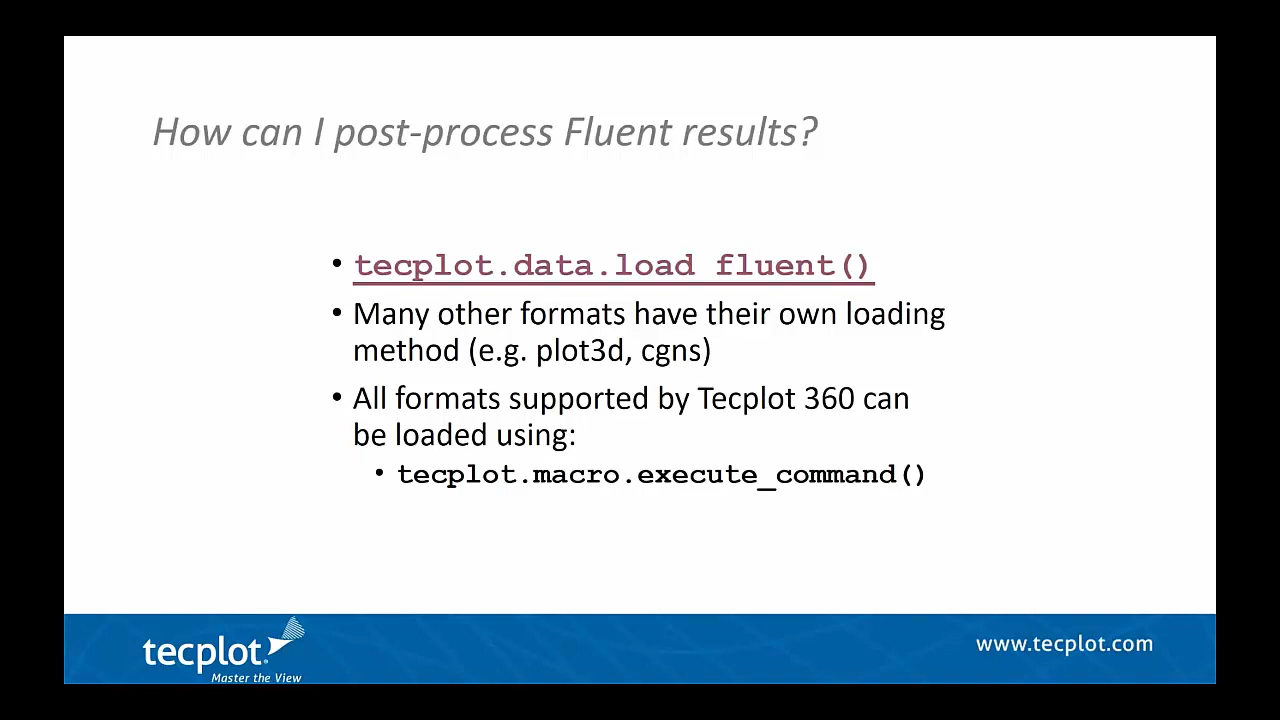 How can I post-process Fluent results?
• tecplot.data.load_fluent()
• Many other formats have their own loading
method (e.g. plot3d, cgns)
• All formats supported by Tecplot 360 can
be loaded using:
• tecplot.macro.execute_command()
tecplot.
Master the View
www.tecplot.com